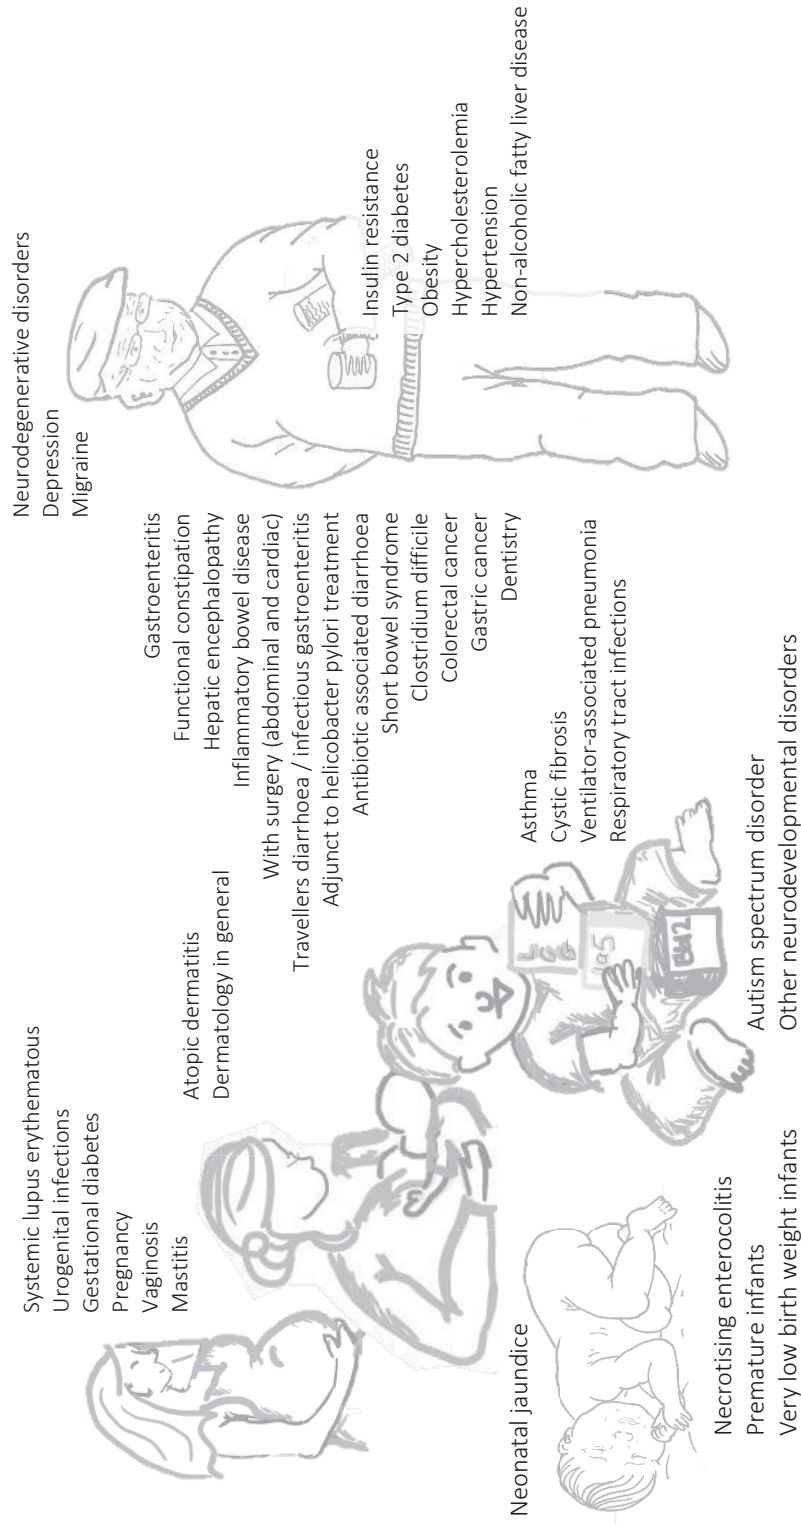 Systemic lupus erythematous
Urogenital infections
Gestational diabetes
Pregnancy
Vaginosis
Mastitis
Atopic dermatitis
Dermatology in general
Neurodegenerative disorders
Depression
Migraine
Gastroenteritis
Functional constipation
Hepatic encephalopathy
Inflammatory bowel disease
With surgery (abdominal and cardiac)
Travellers diarrhoea / infectious gastroenteritis
Adjunct to helicobacter pylori treatment
Antibiotic associated diarrhoea
Short bowel syndrome
Clostridium difficile
Colorectal cancer
Gastric cancer
Dentistry
Insulin resistance
Type 2 diabetes
Obesity
Hypercholesterolemia
Hypertension
Non-alcoholic fatty liver disease
Asthma
Cystic fibrosis
Ventilator-associated pneumonia
Respiratory tract infections
LGG
La5
Bb12
Neonatal jaundice
Necrotising enterocolitis
Premature infants
Very low birth weight infants
Autism spectrum disorder
Other neurodevelopmental disorders